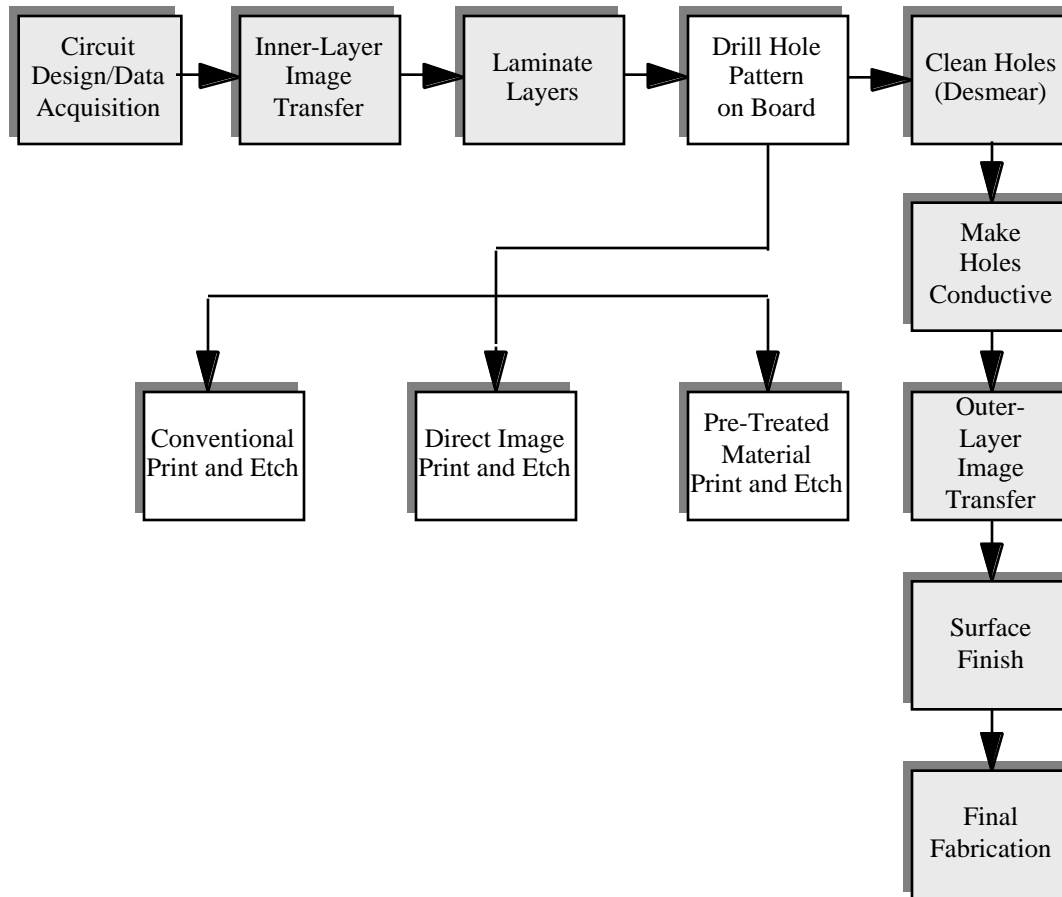 Circuit
Design/Data
Acquisition
Inner-Layer
Image
Transfer
Laminate
Layers
Drill Hole
Pattern
on Board
Clean Holes
(Desmear)
Make
Holes
Conductive
Conventional
Print and Etch
Direct Image
Print and Etch
Pre-Treated
Material
Print and Etch
Outer-
Layer
Image
Transfer
Surface
Finish
Final
Fabrication